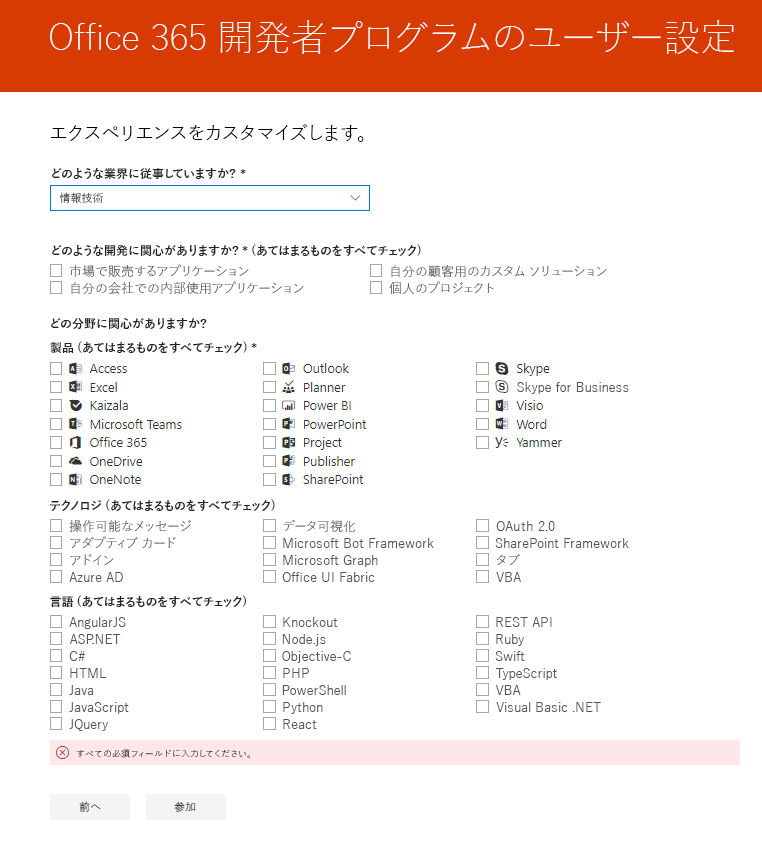 Office 365 開発者プログラムのユーザー設定
エクスペリエンスをカスタマイズします。
どのような業界に従事していますか? *
情報技術
どのような開発に関心がありますか? * (あてはまるものをすべてチェック)
市場で販売するアプリケーション 自分の顧客用のカスタム ソリューション
自分の会社での内部使用アプリケーション 個人のプロジェクト
どの分野に関心がありますか?
製品 (あてはまるものをすべてチェック) *
Access Outlook Skype
Excel Planner Skype for Business
Kaizala Power BI Visio
Microsoft Teams PowerPoint Word
Office 365 Project Yammer
OneDrive Publisher
OneNote SharePoint
テクノロジ (あてはまるものをすべてチェック)
操作可能なメッセージ データ可視化 OAuth 2.0
アダプティブ カード Microsoft Bot Framework SharePoint Framework
アドイン Microsoft Graph タブ
Azure AD Office UI Fabric VBA
言語 (あてはまるものをすべてチェック)
AngularJS Knockout REST API
ASP.NET Node.js Ruby
C# Objective-C Swift
HTML PHP TypeScript
Java PowerShell VBA
JavaScript Python Visual Basic .NET
JQuery React
すべての必須フィールドに入力してください。
前へ 参加